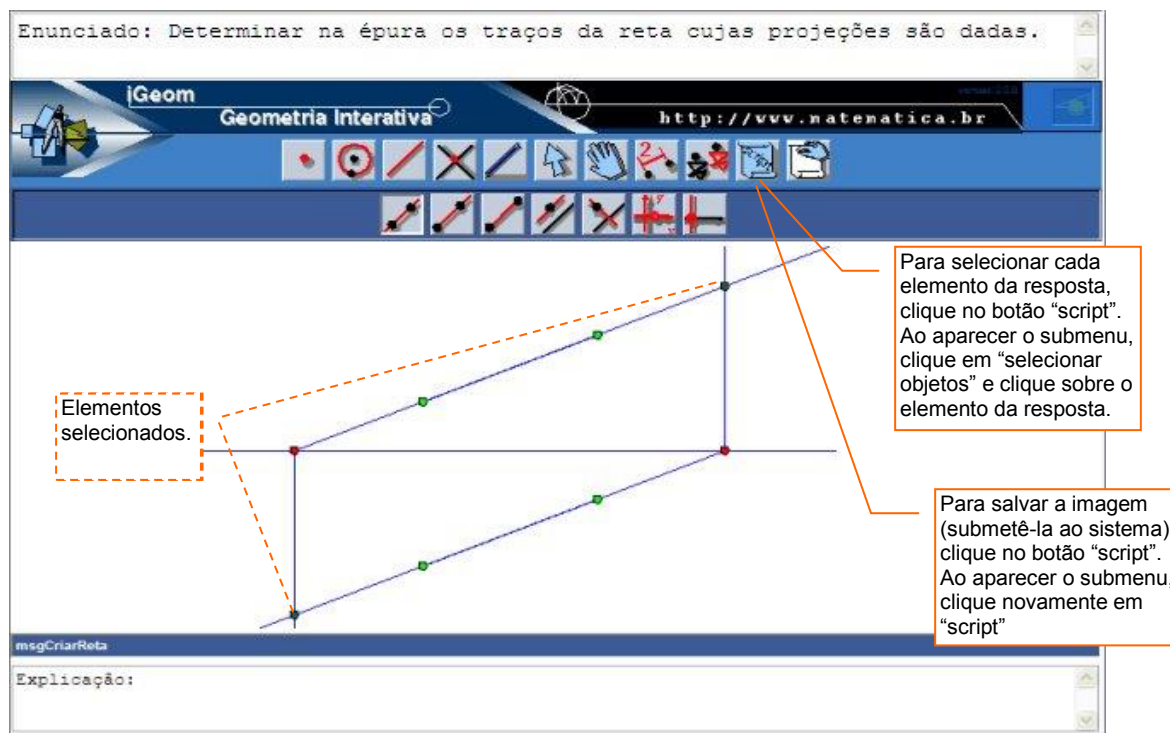 Enunciado: Determinar na épura os traços da reta cujas projeções são dadas.
iGeom
Geometria Interativa
http://www.matematica.br
Para selecionar cada
elemento da resposta,
clique no botão “script”.
Ao aparecer o submenu,
clique em “selecionar
objetos” e clique sobre o
elemento da resposta.
Elementos
selecionados.
Para salvar a imagem
(submetê-la ao sistema)
clique no botão “script”.
Ao aparecer o submenu,
clique novamente em
“script”
msgCriarReta
Explicação: